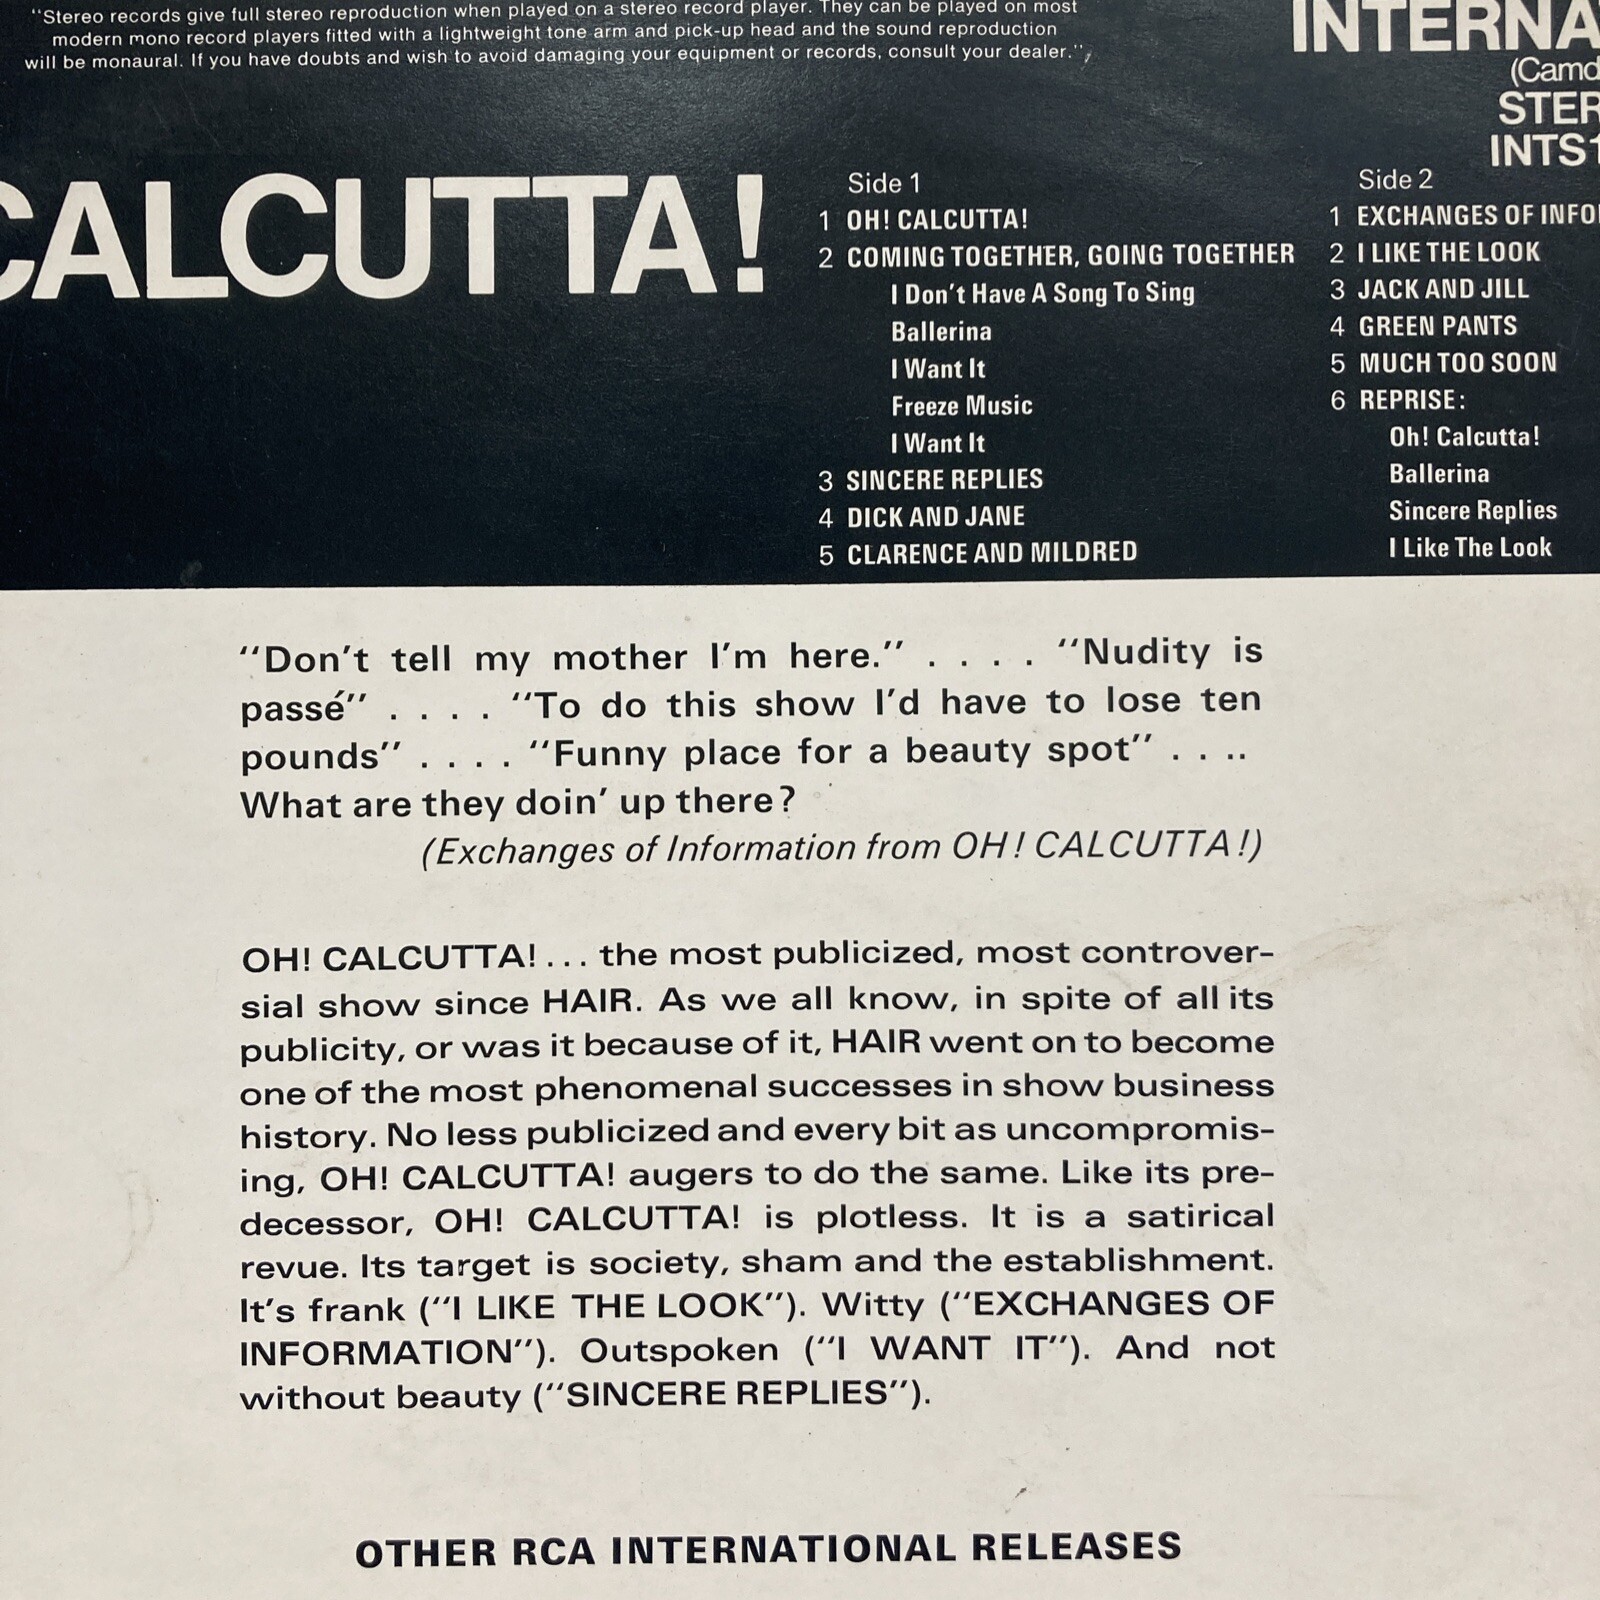 "Stereo records give full stereo reproduction when played on a stereo record player. They can be played on most
modern mono record players fitted with a lightweight tone arm and pick-up head and the sound reproduction
will be monaural. If you have doubts and wish to avoid damaging your equipment or records, consult your dealer."
INTERNA
(Camd
STER
INTS1
CALCUTTA!
Side 1
1 OH! CALCUTTA!
2 COMING TOGETHER, GOING TOGETHER
I Don't Have A Song To Sing
Ballerina
I Want It
Freeze Music
I Want It
3 SINCERE REPLIES
4 DICK AND JANE
5 CLARENCE AND MILDRED
Side 2
1 EXCHANGES OF INFO
2 I LIKE THE LOOK
3 JACK AND JILL
4 GREEN PANTS
5 MUCH TOO SOON
6 REPRISE:
Oh! Calcutta!
Ballerina
Sincere Replies
I Like The Look
"Don't tell my mother I'm here." . . . . "Nudity is
passé" . . . . "To do this show I'd have to lose ten
pounds" . . . . "Funny place for a beauty spot" . . . .
What are they doin' up there?
(Exchanges of Information from OH! CALCUTTA!)
OH! CALCUTTA! ... the most publicized, most controver-
sial show since HAIR. As we all know, in spite of all its
publicity, or was it because of it, HAIR went on to become
one of the most phenomenal successes in show business
history. No less publicized and every bit as uncompromis-
ing, OH! CALCUTTA! augers to do the same. Like its pre-
decessor, OH! CALCUTTA! is plotless. It is a satirical
revue. Its target is society, sham and the establishment.
It's frank ("I LIKE THE LOOK"). Witty ("EXCHANGES OF
INFORMATION"). Outspoken ("I WANT IT"). And not
without beauty ("SINCERE REPLIES").
OTHER RCA INTERNATIONAL RELEASES